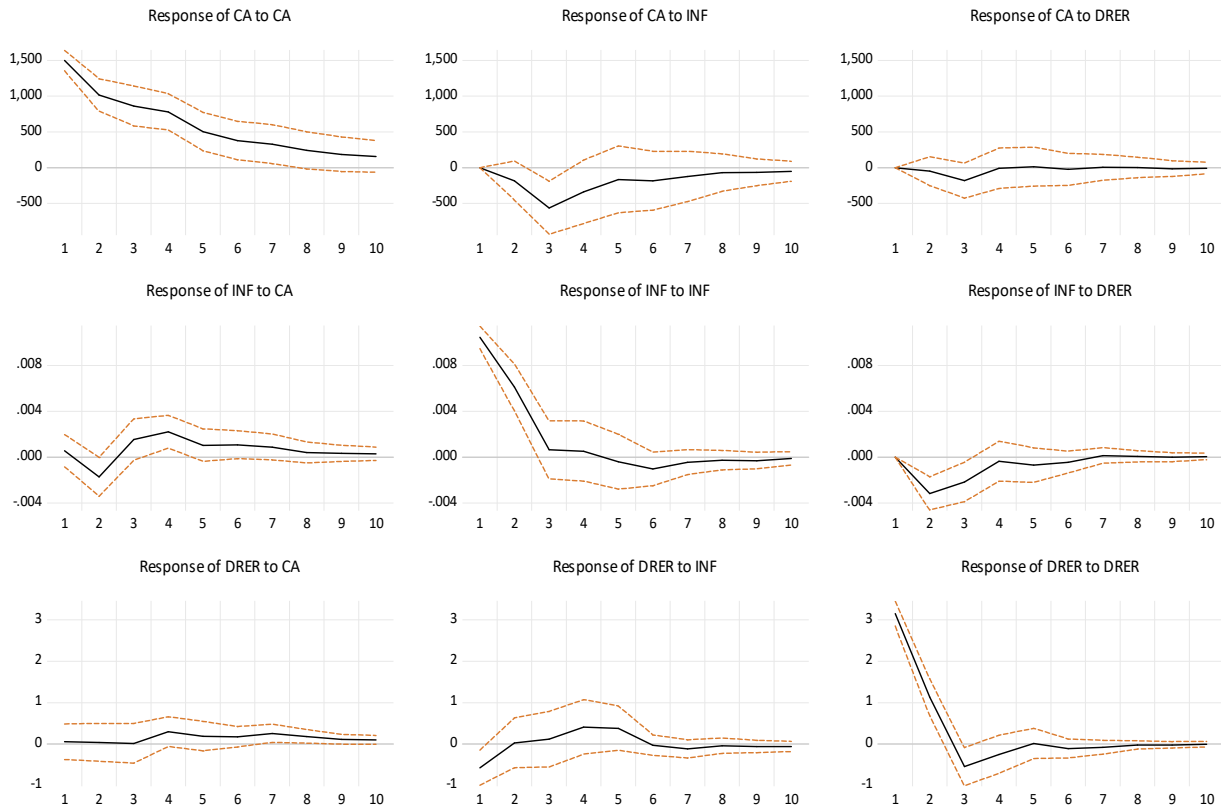 Response of CA to CA
1,500
1,000
500
0
-500
1 2 3 4 5 6 7 8 9 10
Response of CA to INF
1,500
1,000
500
0
-500
1 2 3 4 5 6 7 8 9 10
Response of CA to DRER
1,500
1,000
500
0
-500
1 2 3 4 5 6 7 8 9 10
Response of INF to CA
.008
.004
.000
-.004
1 2 3 4 5 6 7 8 9 10
Response of INF to INF
.008
.004
.000
-.004
1 2 3 4 5 6 7 8 9 10
Response of INF to DRER
.008
.004
.000
-.004
1 2 3 4 5 6 7 8 9 10
Response of DRER to CA
3
2
1
0
-1
1 2 3 4 5 6 7 8 9 10
Response of DRER to INF
3
2
1
0
-1
1 2 3 4 5 6 7 8 9 10
Response of DRER to DRER
3
2
1
0
-1
1 2 3 4 5 6 7 8 9 10